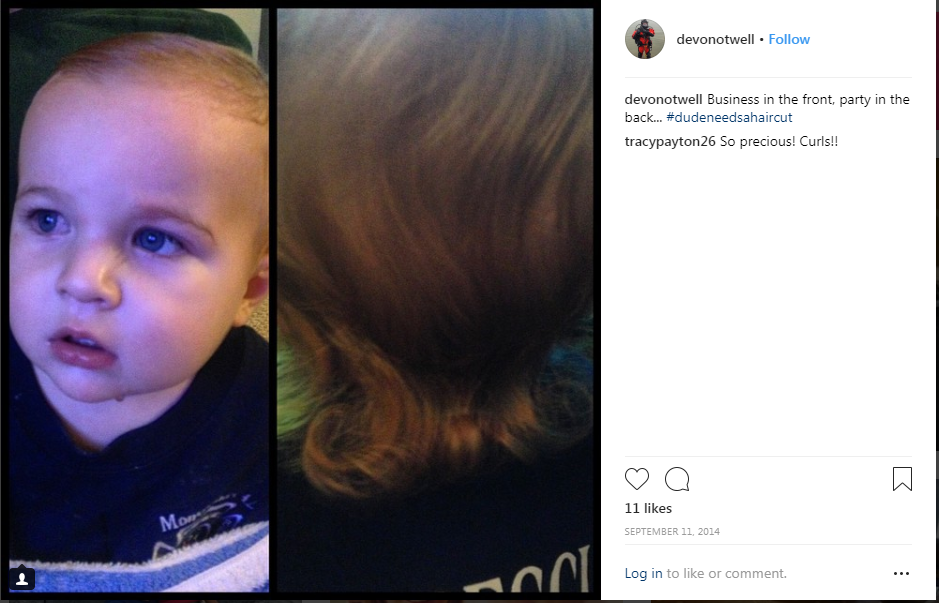 devonotwell • Follow
devonotwell Business in the front, party in the
back... #dudeneedsahaircut
tracypayton26 So precious! Curls!!
11 likes
SEPTEMBER 11, 2014
Log in to like or comment.